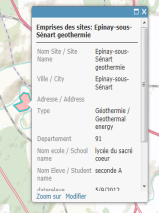 Emprises des sites: Epinay-sous-
Sénart geothermie
Nom Site / Site Name Epinay-sous-Sénart geothermie
Ville / City Epinay-sous-Sénart
Adresse / Address
Type Géothermie / Geothermal energy
Departement 91
Nom ecole / School name lycée du sacré coeur
Nom Eleve / Student name seconde A
5/9/2012
Zoom sur Modifier